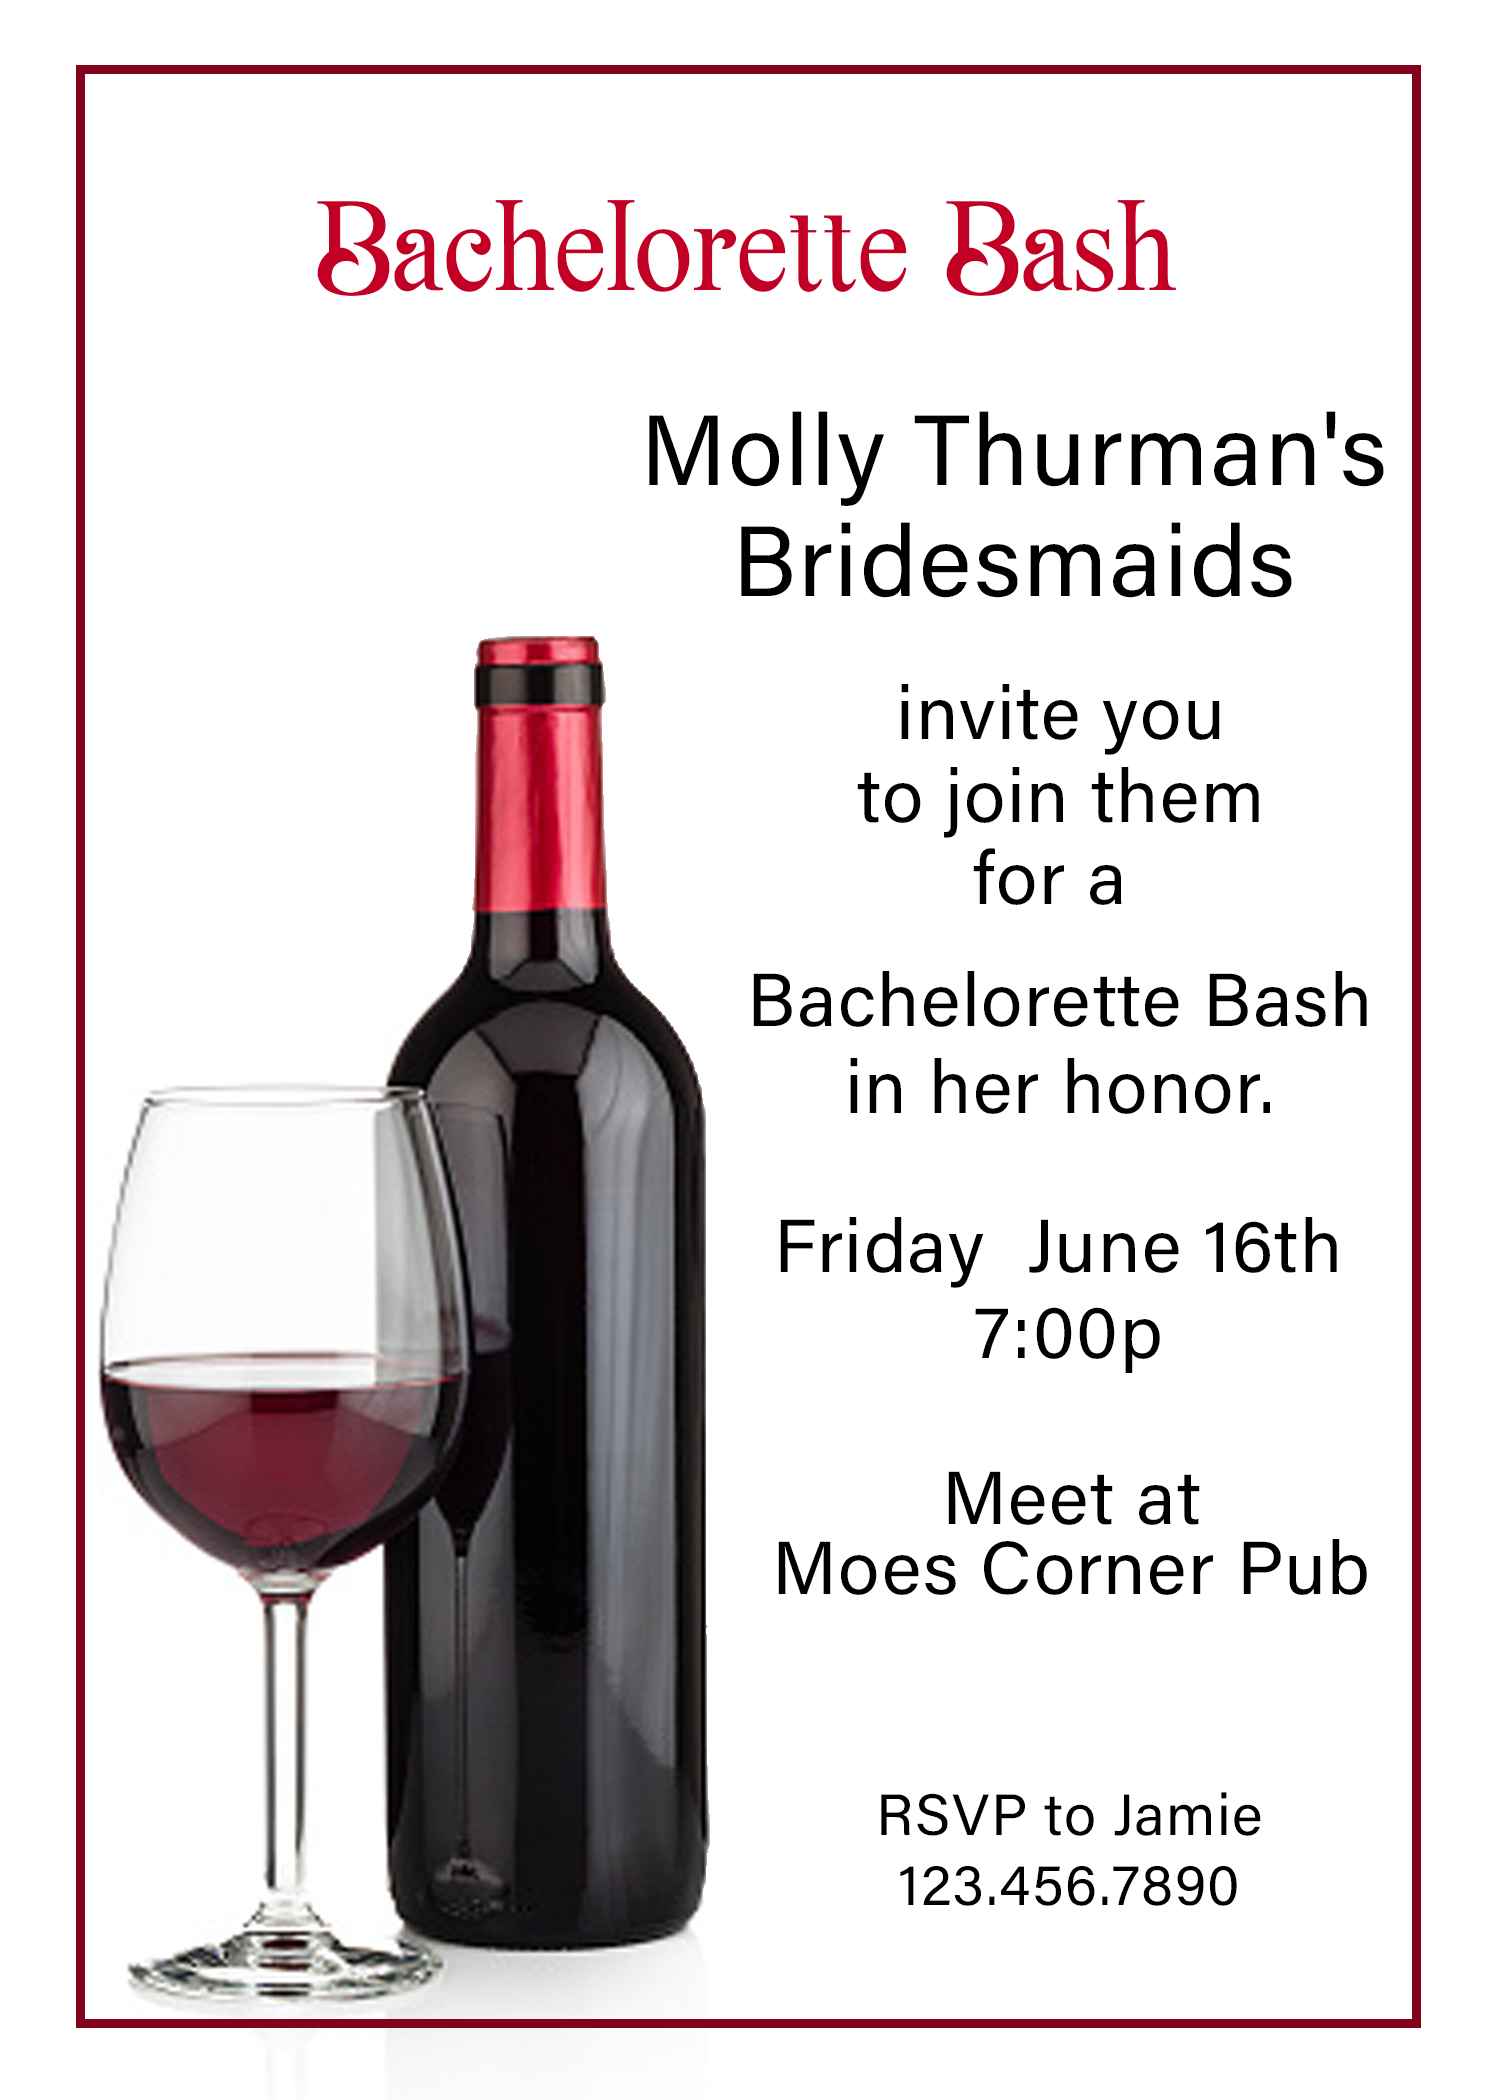 Bachelorette Bash
Molly Thurman's
Bridesmaids
invite you
to join them
for a
Bachelorette Bash
in her honor.
Friday  June 16th
7:00p
Meet at
Moes Corner Pub
RSVP to Jamie
123.456.7890